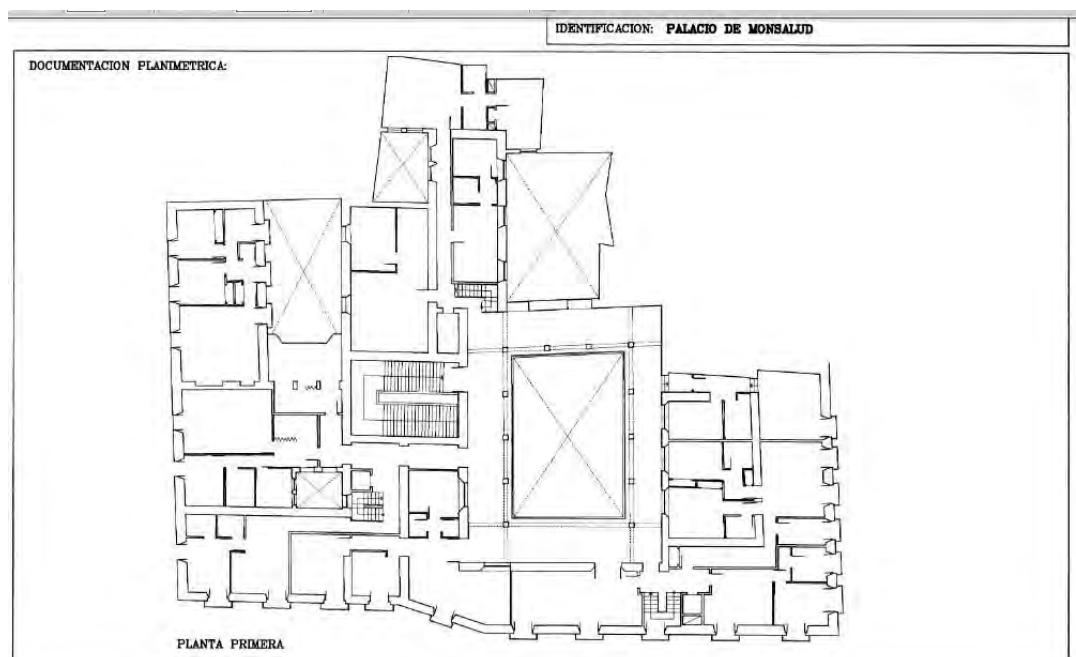 IDENTIFICACION: PALACIO DE MONSALUD
DOCUMENTACION PLANIMETRICA:
PLANTA PRIMERA